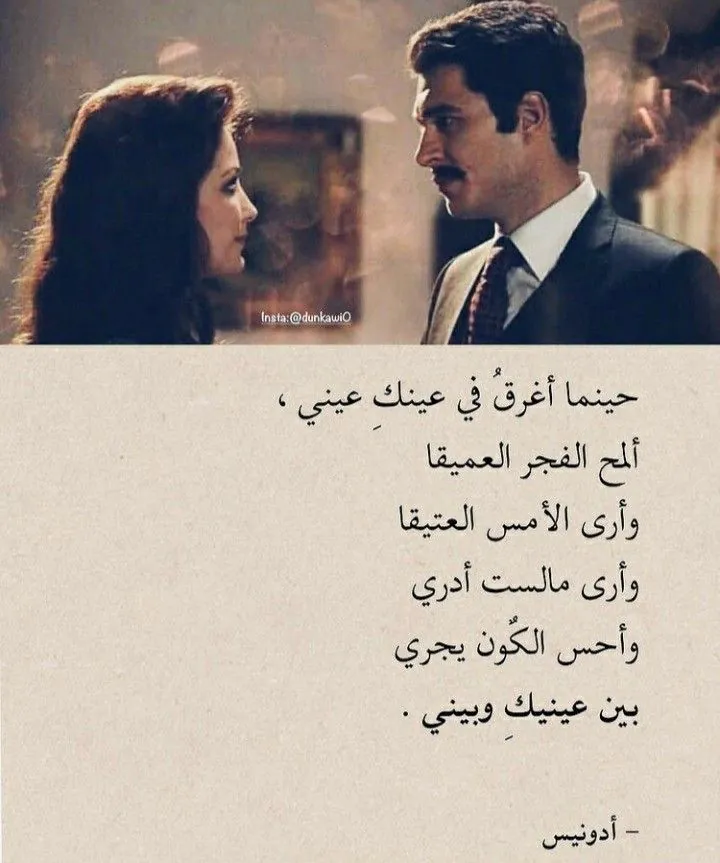 Insta:@dunkawi0
حينما أغرقُ في عينكِ عيني ،
ألمح الفجر العميقا
وأرى الأمس العتيقا
وأرى مالست أدري
وأحس الكُون يجري
بين عينيكِ وبيني .
– أدونيس